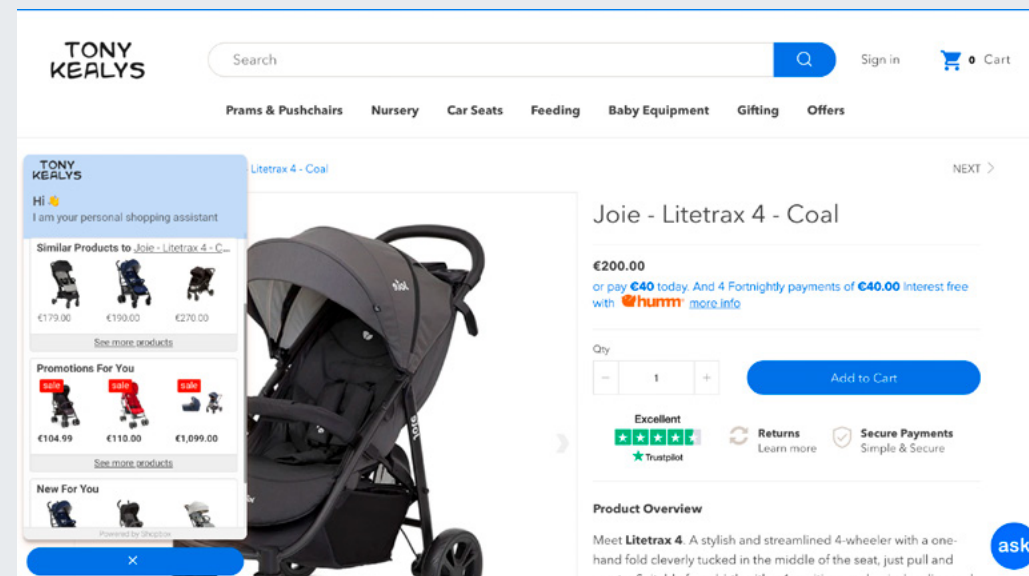 TONY
KEALYS
Search
Sign in
0 Cart
Prams & Pushchairs Nursery Car Seats Feeding Baby Equipment Gifting Offers
- Litetrax 4 - Coal
NEXT
TONY
KEALYS
Hi 👋
I am your personal shopping assistant
Similar Products to Joie - Litetrax 4 - C...
€179.00 €190.00 €270.00
See more products
Promotions For You
sale sale sale
€104.99 €110.00 €1,099.00
See more products
New For You
Powered by Shopbox
Joie
JOIE
Joie - Litetrax 4 - Coal
€200.00
or pay €40 today. And 4 Fortnightly payments of €40.00 Interest free
with humm more info
Qty
− 1 +
Add to Cart
Excellent
Trustpilot
Returns
Learn more
Secure Payments
Simple & Secure
Product Overview
Meet Litetrax 4. A stylish and streamlined 4-wheeler with a one-
hand fold cleverly tucked in the middle of the seat, just pull and
ask